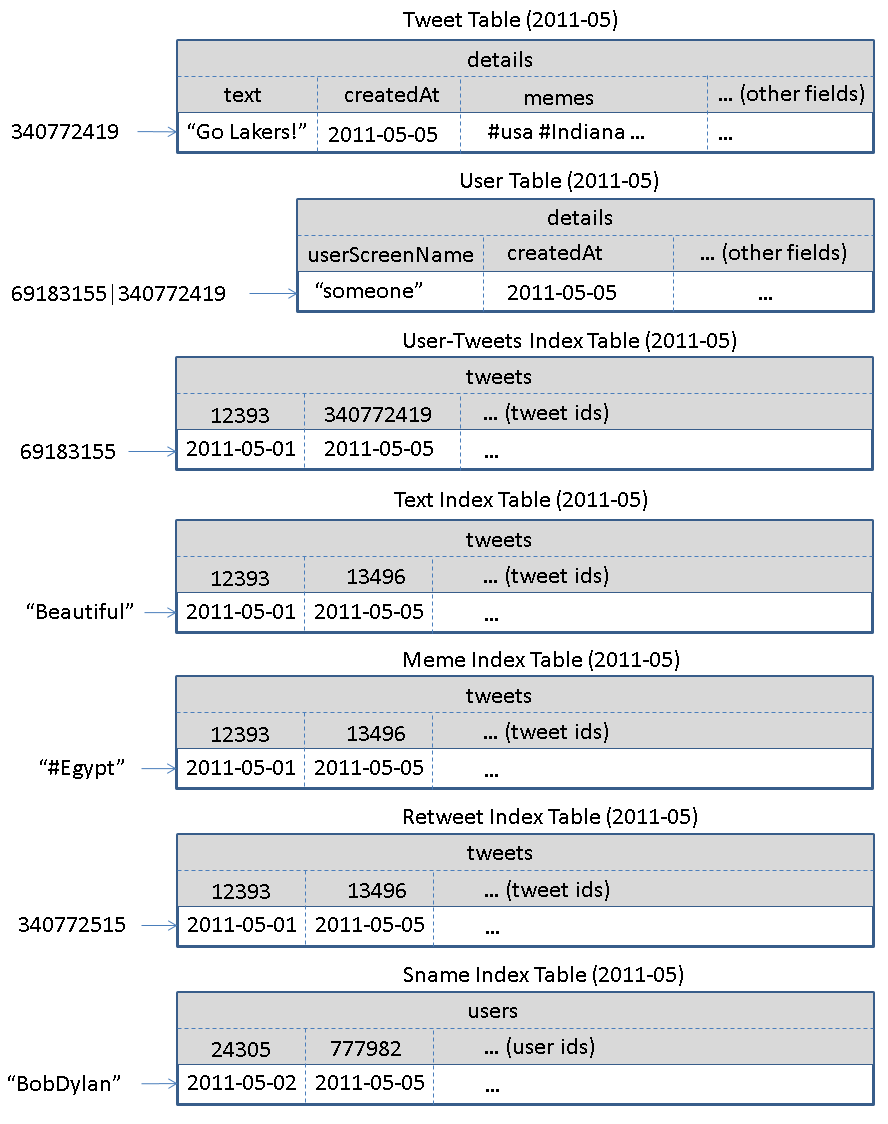 Tweet Table (2011-05)
details
text createdAt memes ... (other fields)
340772419 “Go Lakers!” 2011-05-05 #usa #Indiana ... ...
User Table (2011-05)
details
userScreenName createdAt ... (other fields)
69183155|340772419 “someone” 2011-05-05 ...
User-Tweets Index Table (2011-05)
tweets
12393 340772419 ... (tweet ids)
69183155 2011-05-01 2011-05-05 ...
Text Index Table (2011-05)
tweets
12393 13496 ... (tweet ids)
“Beautiful” 2011-05-01 2011-05-05 ...
Meme Index Table (2011-05)
tweets
12393 13496 ... (tweet ids)
“#Egypt” 2011-05-01 2011-05-05 ...
Retweet Index Table (2011-05)
tweets
12393 13496 ... (tweet ids)
340772515 2011-05-01 2011-05-05 ...
Sname Index Table (2011-05)
users
24305 777982 ... (user ids)
“BobDylan” 2011-05-02 2011-05-05 ...